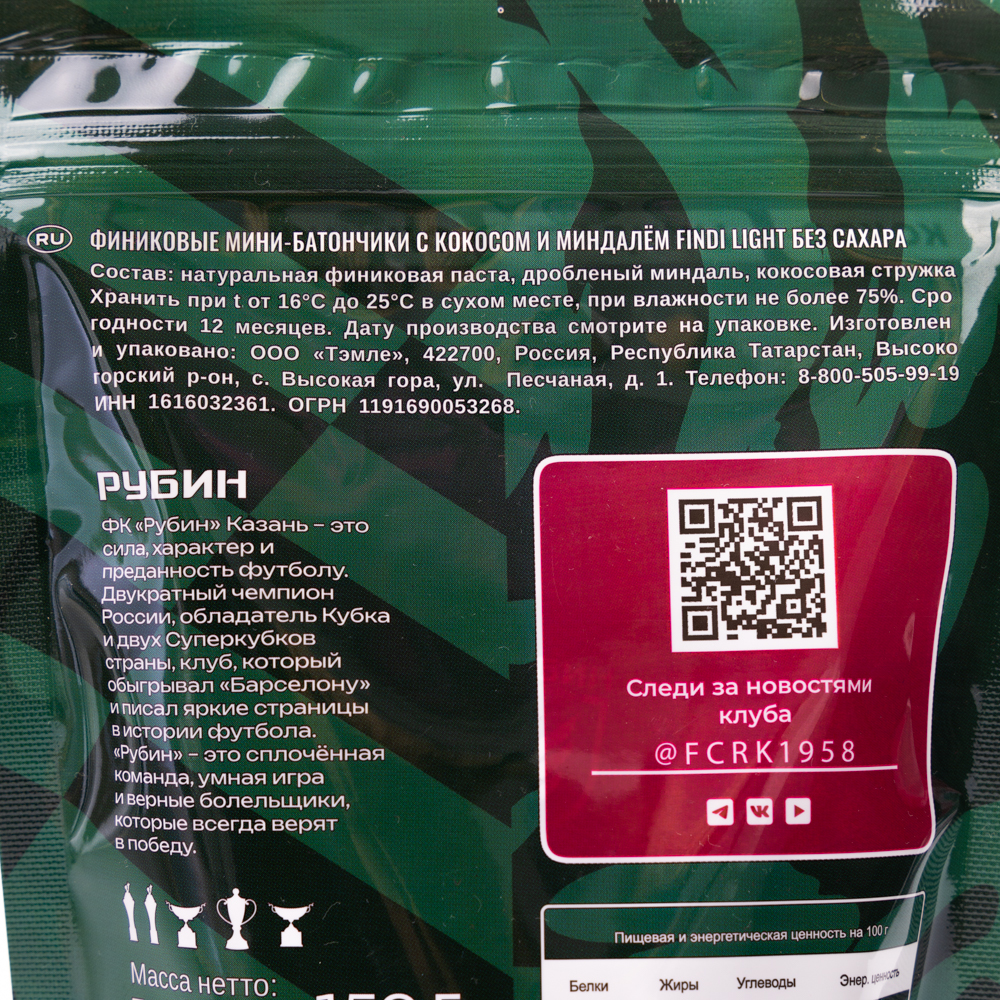 RU
ФИНИКОВЫЕ МИНИ-БАТОНЧИКИ С КОКОСОМ И МИНДАЛЁМ FINDI LIGHT БЕЗ САХАРА
Состав: натуральная финиковая паста, дробленый миндаль, кокосовая стружка
Хранить при t от 16°С до 25°С в сухом месте, при влажности не более 75%. Сро
годности 12 месяцев. Дату производства смотрите на упаковке. Изготовлен
и упаковано: ООО «Тэмле», 422700, Россия, Республика Татарстан, Высоко
горский р-он, с. Высокая гора, ул. Песчаная, д. 1. Телефон: 8-800-505-99-19
ИНН 1616032361. ОГРН 1191690053268.
РУБИН
ФК «Рубин» Казань – это
сила, характер и
преданность футболу.
Двукратный чемпион
России, обладатель Кубка
и двух Суперкубков
страны, клуб, который
обыгрывал «Барселону»
и писал яркие страницы
в истории футбола.
«Рубин» – это сплочённая
команда, умная игра
и верные болельщики,
которые всегда верят
в победу.
Следи за новостями
клуба
@FCRK1958
Масса нетто:
Пищевая и энергетическая ценность на 100 г
Белки Жиры Углеводы Энер. ценность